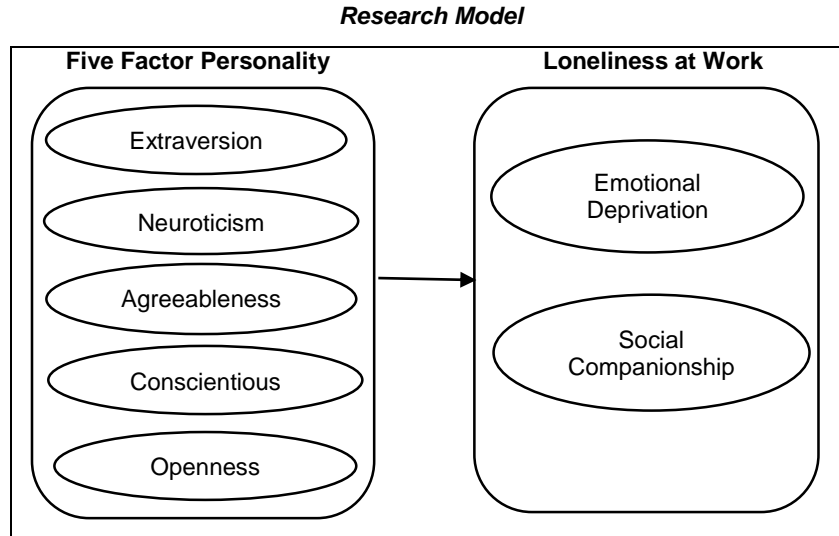 Research Model
Five Factor Personality
Extraversion
Neuroticism
Agreeableness
Conscientious
Openness
Loneliness at Work
Emotional
Deprivation
Social
Companionship